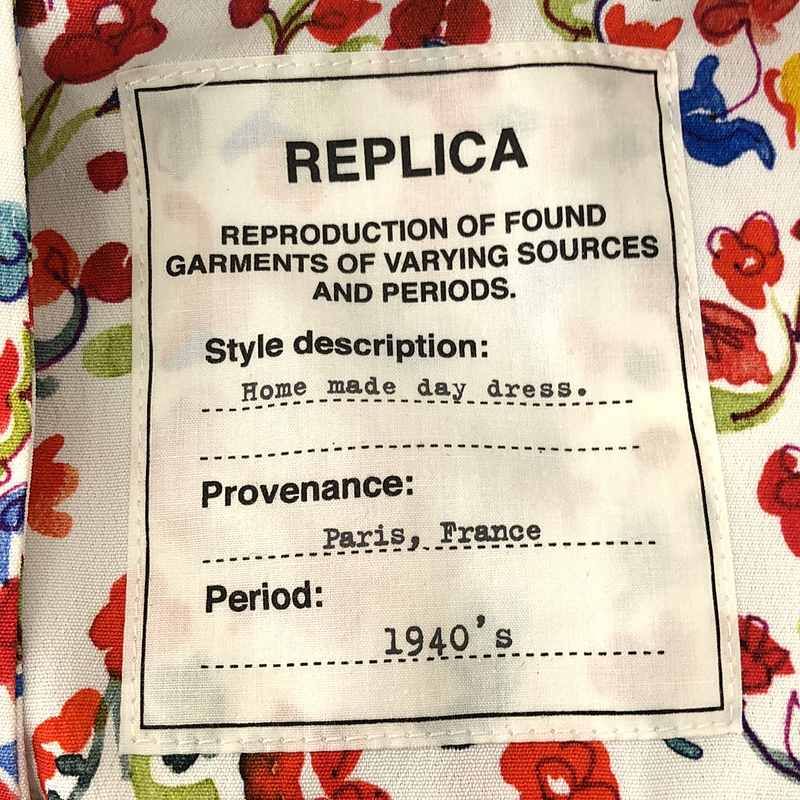 REPLICA
REPRODUCTION OF FOUND
GARMENTS OF VARYING SOURCES
AND PERIODS.
Style description:
Home made day dress.
Provenance:
Paris, France
Period:
1940's